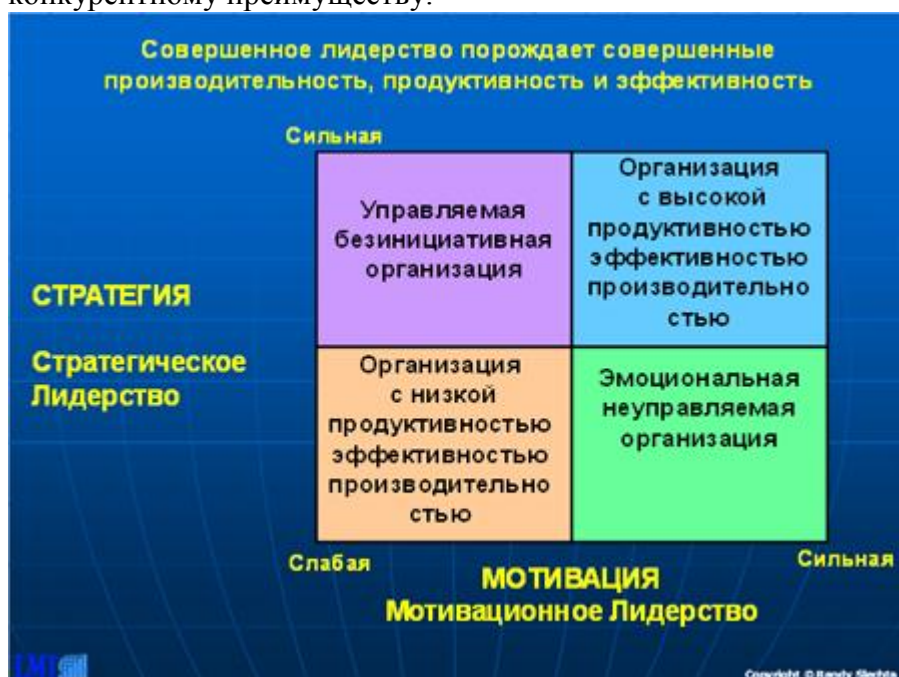 конкурентному преимуществу.
Совершенное лидерство порождает совершенные
производительность, продуктивность и эффективность
Сильная
Управляемая
безинициативная
организация
Организация
с высокой
продуктивностью
эффективностью
производительно
стью
СТРАТЕГИЯ
Стратегическое
Лидерство
Организация
с низкой
продуктивностью
эффективностью
производительно
стью
Эмоциональная
неуправляемая
организация
Слабая
Сильная
МОТИВАЦИЯ
Мотивационное Лидерство
LMI
Copyright © Randy Slechta